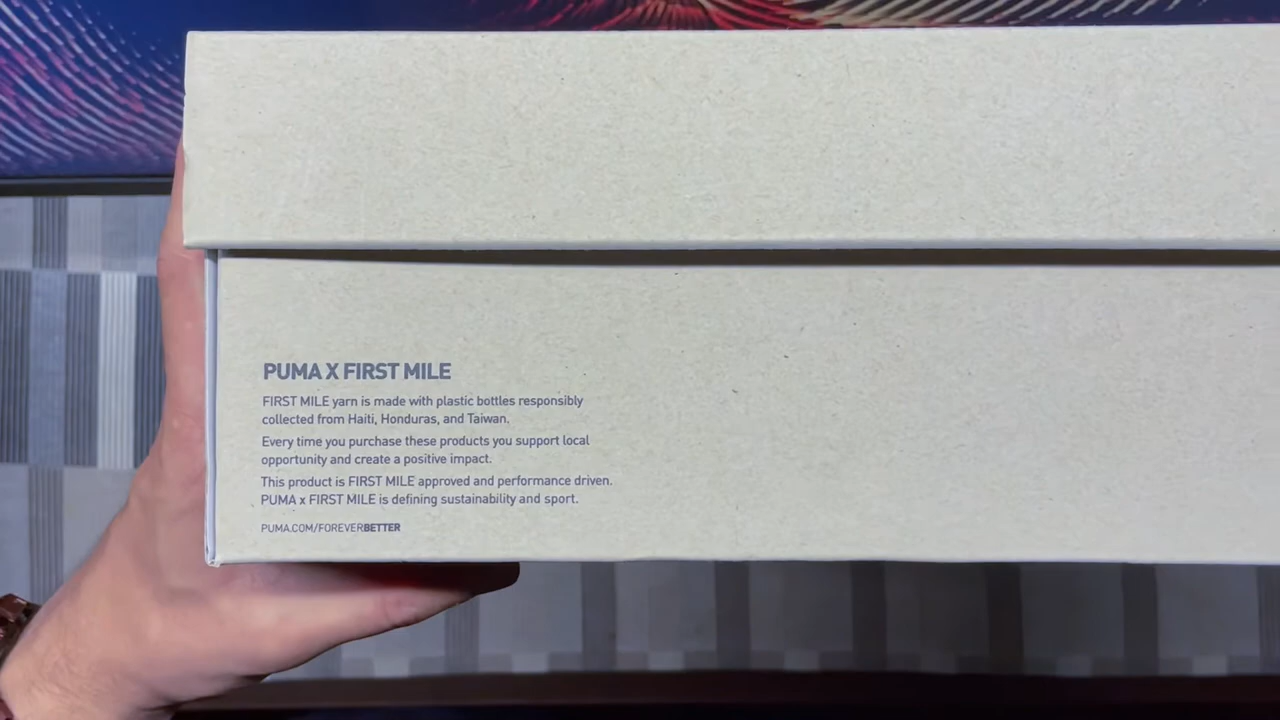 PUMA X FIRST MILE
FIRST MILE yarn is made with plastic bottles responsibly
collected from Haiti, Honduras, and Taiwan.
Every time you purchase these products you support local
opportunity and create a positive impact.
This product is FIRST MILE approved and performance driven.
PUMA x FIRST MILE is defining sustainability and sport.
PUMA.COM/FOREVERBETTER